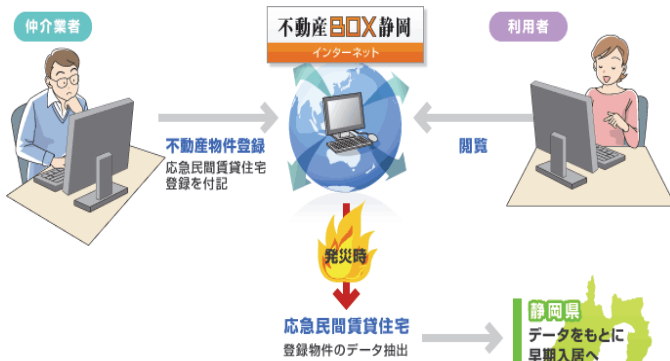 仲介業者
不動産BOX静岡
インターネット
利用者
不動産物件登録
応急民間賃貸住宅
登録を付記
閲覧
発災時
応急民間賃貸住宅
登録物件のデータ抽出
静岡県
データをもとに
早期入居へ